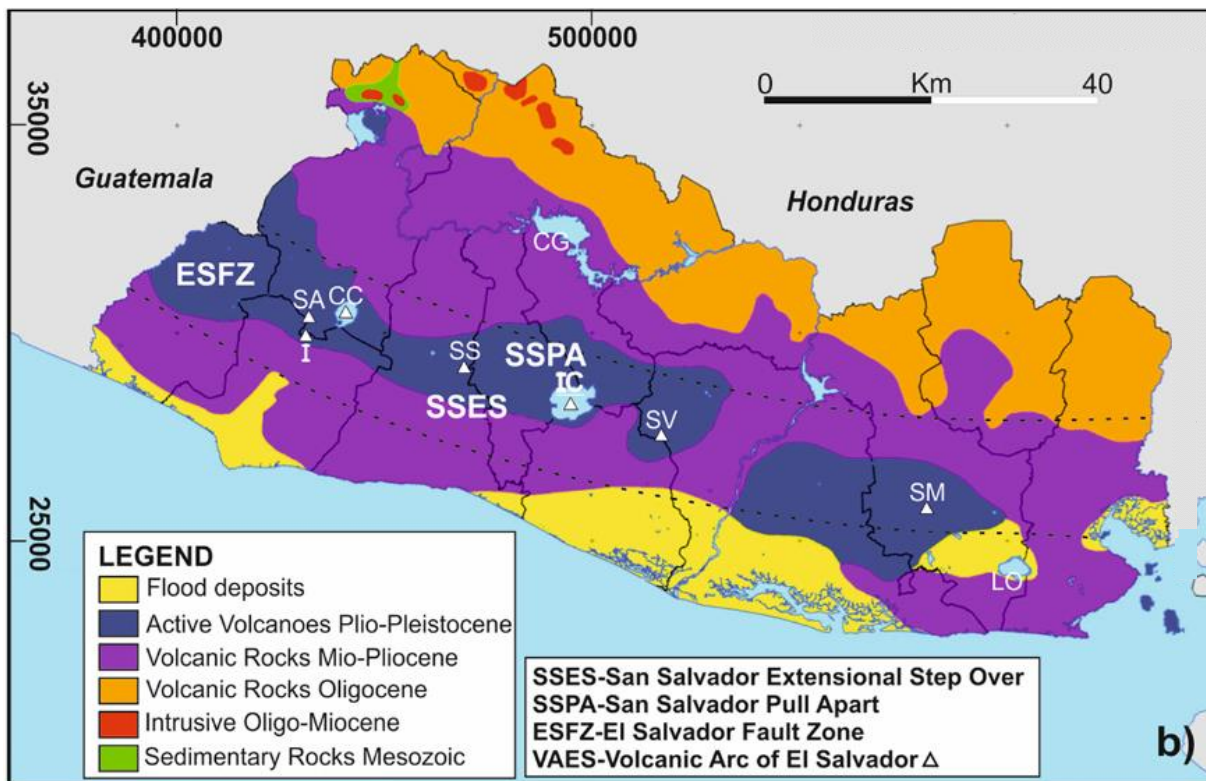 400000
500000
0
Km
40
35000
Guatemala
Honduras
CG
ESFZ
SA
CC
I
SS
SSPA
IC
SSES
SV
SM
25000
LO
LEGEND
Flood deposits
Active Volcanoes Plio-Pleistocene
Volcanic Rocks Mio-Pliocene
Volcanic Rocks Oligocene
Intrusive Oligo-Miocene
Sedimentary Rocks Mesozoic
SSES-San Salvador Extensional Step Over
SSPA-San Salvador Pull Apart
ESFZ-El Salvador Fault Zone
VAES-Volcanic Arc of El Salvador
b)